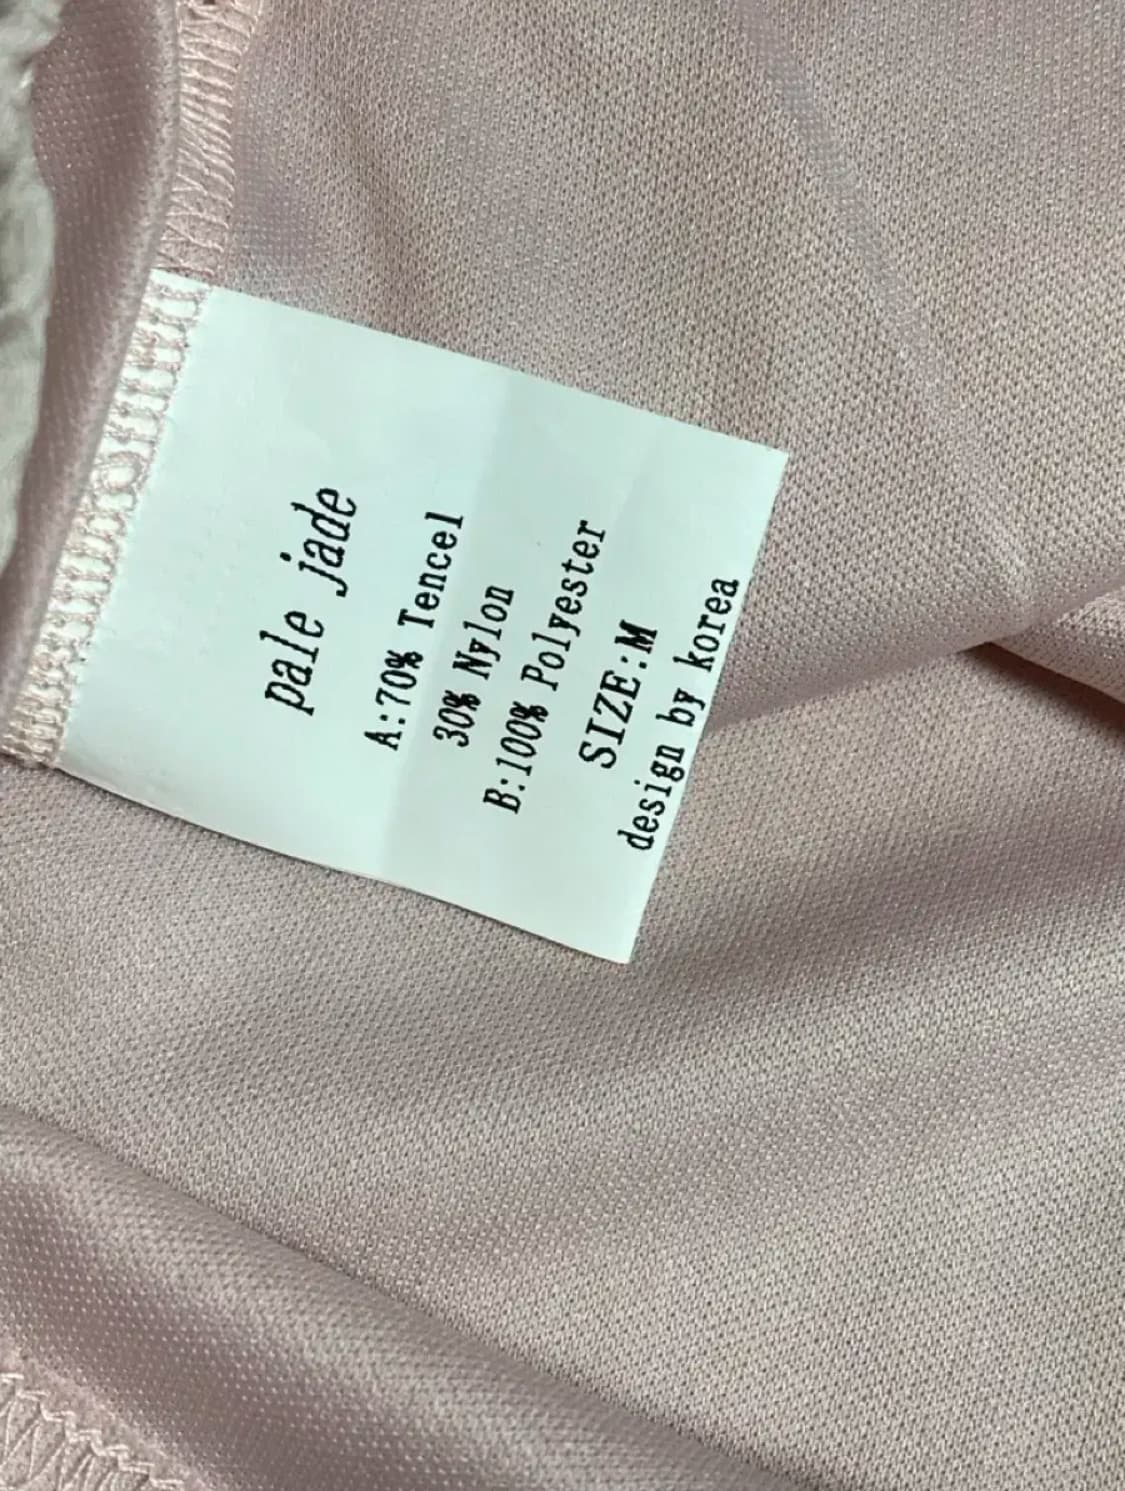 pale jade
A:70% Tencel
30% Nylon
B:100% Polyester
SIZE:M
design by korea